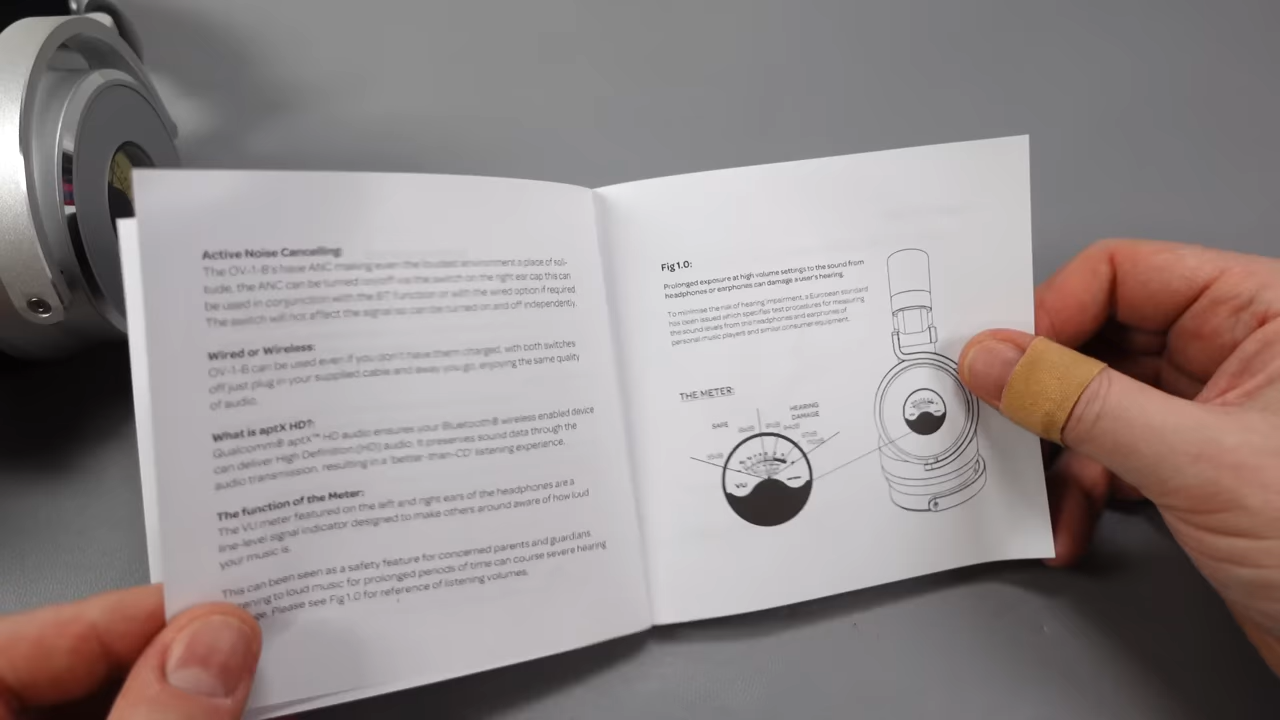 Active Noise Cancelling:
The OV-1-B's have ANC making even the loudest environment a place of sol-
itude, the ANC can be turned on/off via the switch on the right ear cap this can
be used in conjunction with the BT function or with the wired option if required.
The switch will not affect the signal so can be turned on and off independently.
Wired or Wireless:
OV-1-B can be used even if you don't have them charged, with both switches
off just plug in your supplied cable and away you go, enjoying the same quality
of audio.
What is aptX HD?:
Qualcomm® aptX™ HD audio ensures your Bluetooth® wireless enabled device
can deliver High Definition (HD) audio. It preserves sound data through the
audio transmission, resulting in a 'better-than-CD' listening experience.
The function of the Meter:
The VU meter featured on the left and right ears of the headphones are a
line-level signal indicator designed to make others around aware of how loud
your music is.
This can been seen as a safety feature for concerned parents and guardians
to loud music for prolonged periods of time can course severe hearing
Please see Fig 1.0 for reference of listening volumes.
Fig 1.0:
Prolonged exposure at high volume settings to the sound from
headphones or earphones can damage a user's hearing.
To minimise the risk of hearing impairment, a European standard
has been issued which specifies test procedures for measuring
the sound levels from the headphones and earphones of
personal music players and similar consumer equipment.
THE METER:
SAFE
HEARING
DAMAGE
VU